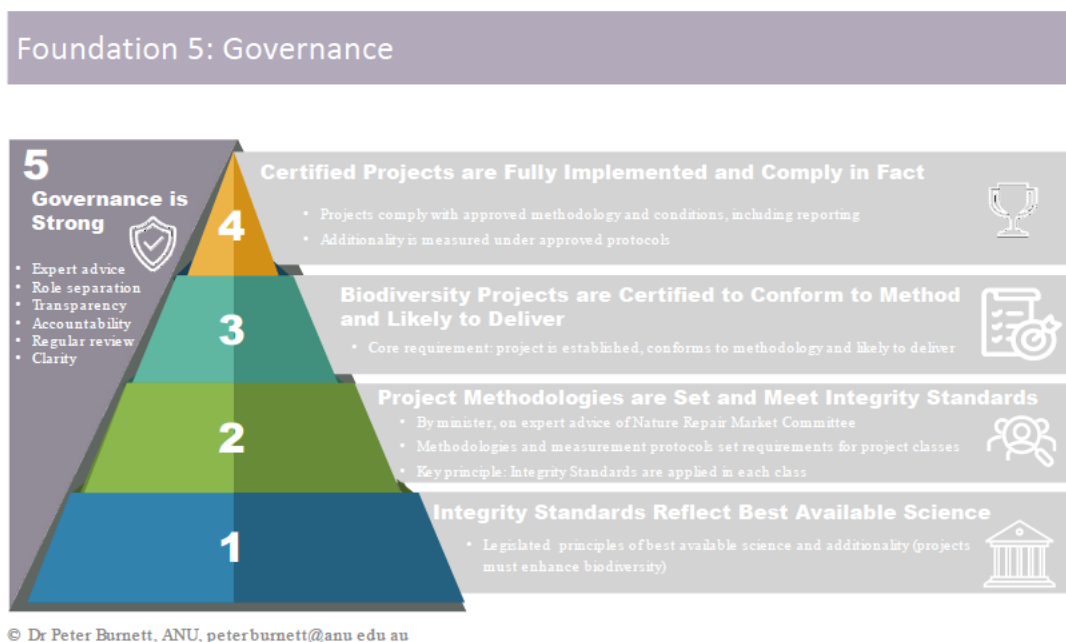 Foundation 5: Governance
5
Governance is
Strong
• Expert advice
• Role separation
• Transparency
• Accountability
• Regular review
• Clarity
4
Certified Projects are Fully Implemented and Comply in Fact
• Projects comply with approved methodology and conditions, including reporting
• Additionality is measured under approved protocols
3
Biodiversity Projects are Certified to Conform to Method
and Likely to Deliver
• Core requirement: project is established, conforms to methodology and likely to deliver
2
Project Methodologies are Set and Meet Integrity Standards
• By minister, on expert advice of Nature Repair Market Committee
• Methodologies and measurement protocols set requirements for project classes
• Key principle: Integrity Standards are applied in each class
1
Integrity Standards Reflect Best Available Science
• Legislated principles of best available science and additionality (projects
must enhance biodiversity)
© Dr Peter Burnett, ANU, peterburnett@anu edu au